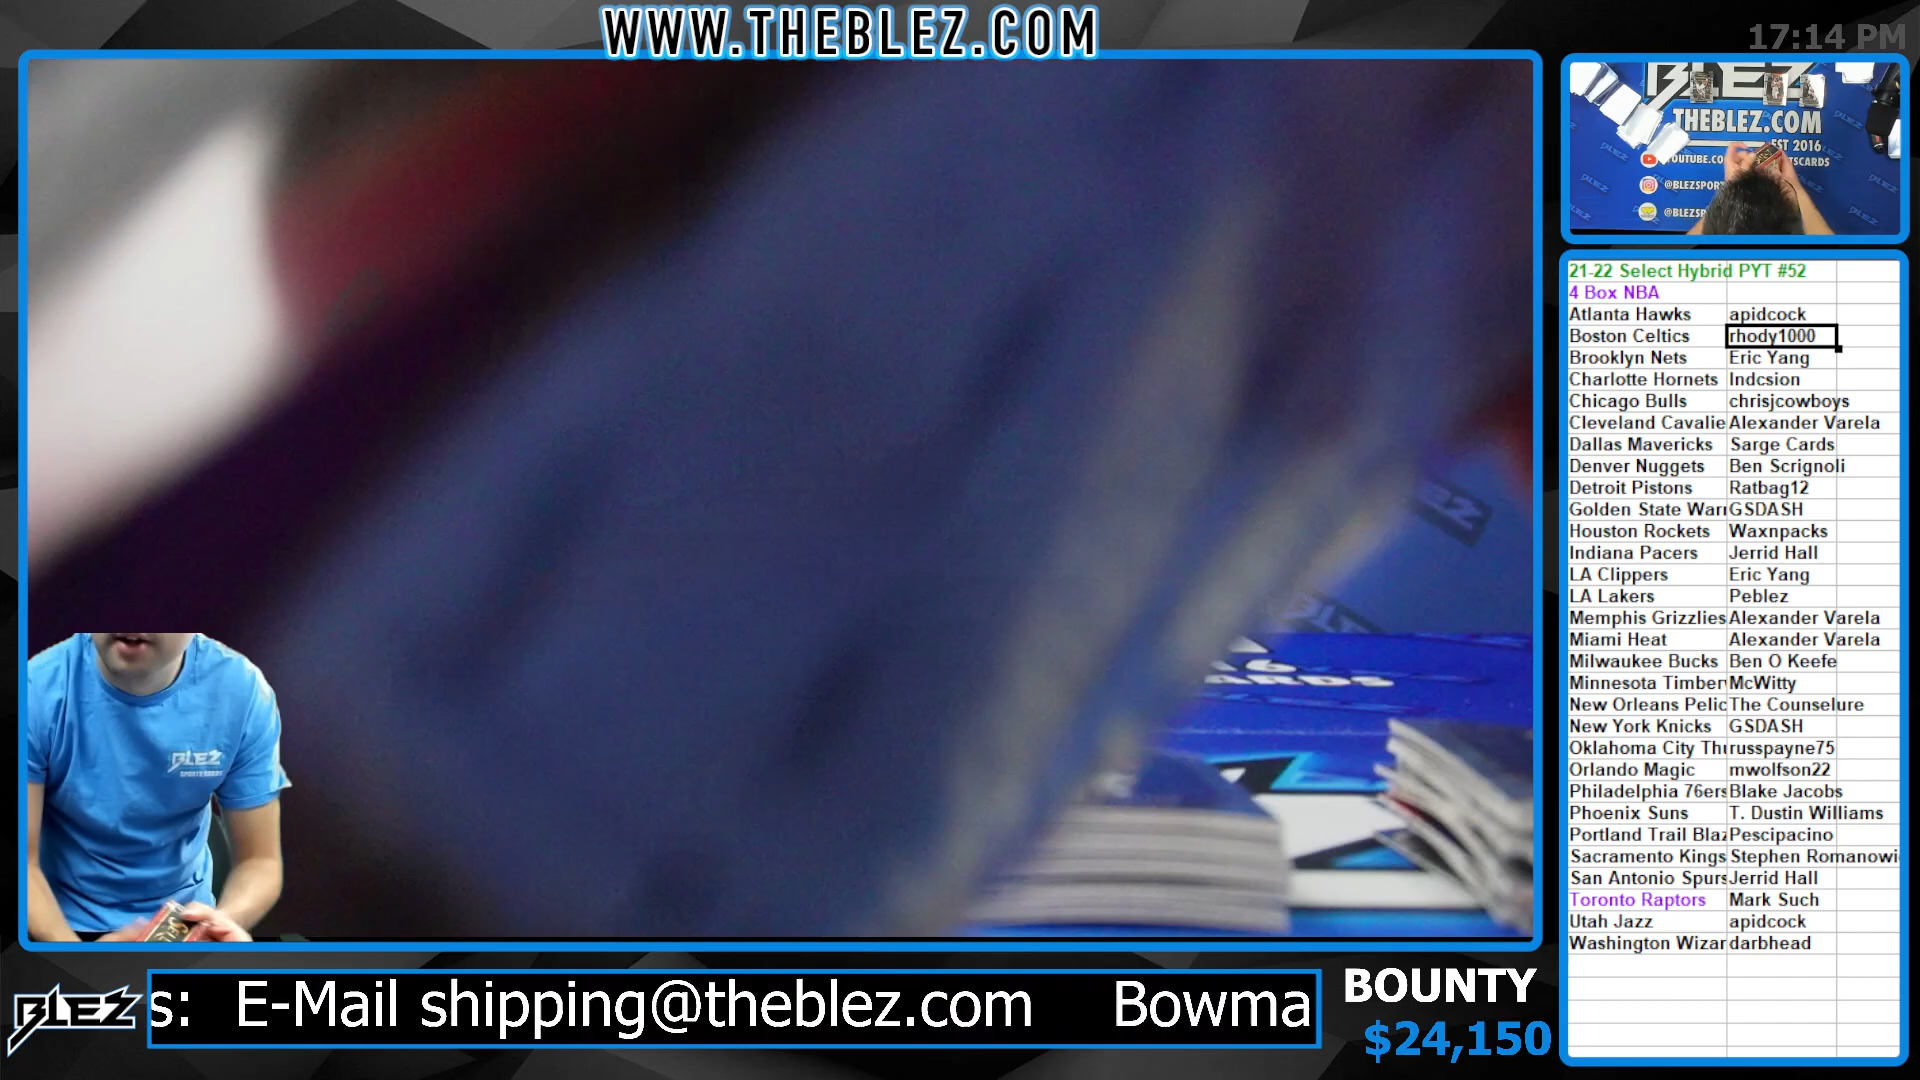 WWW.THEBLEZ.COM
17:14 PM
BLEZ
THEBLEZ.COM
EST 2016
21-22 Select Hybrid PYT #52
4 Box NBA
Atlanta Hawks apidcock
Boston Celtics rhody1000
Brooklyn Nets Eric Yang
Charlotte Hornets Indcsion
Chicago Bulls chrisjcowboys
Cleveland Cavalie Alexander Varela
Dallas Mavericks Sarge Cards
Denver Nuggets Ben Scrignoli
Detroit Pistons Ratbag12
Golden State Warr GSDASH
Houston Rockets Waxnpacks
Indiana Pacers Jerrid Hall
LA Clippers Eric Yang
LA Lakers Peblez
Memphis Grizzlies Alexander Varela
Miami Heat Alexander Varela
Milwaukee Bucks Ben O Keefe
Minnesota Timber McWitty
New Orleans Pelic The Counselure
New York Knicks GSDASH
Oklahoma City Thu russpayne75
Orlando Magic mwolfson22
Philadelphia 76ers Blake Jacobs
Phoenix Suns T. Dustin Williams
Portland Trail Blaz Pescipacino
Sacramento Kings Stephen Romanowi
San Antonio Spurs Jerrid Hall
Toronto Raptors Mark Such
Utah Jazz apidcock
Washington Wizar darbhead
BLEZ
BLEZ
s: E-Mail shipping@theblez.com Bowma
BOUNTY
$24,150